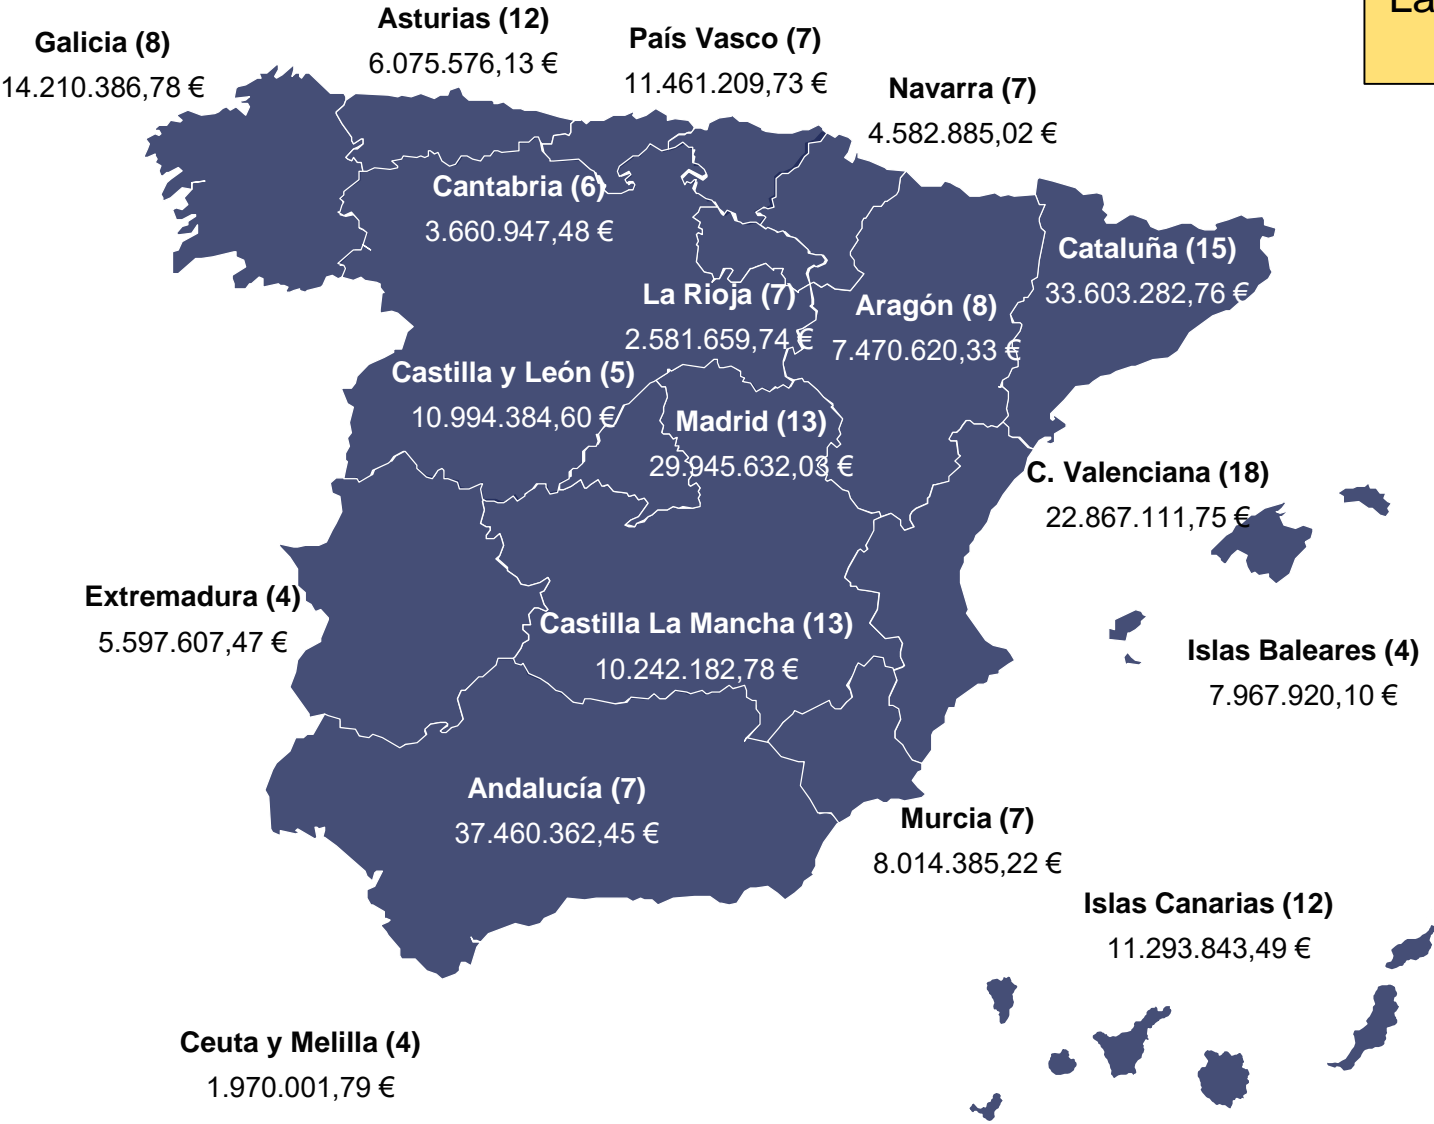 La
Asturias (12)
6.075.576,13 €
Galicia (8)
14.210.386,78 €
País Vasco (7)
11.461.209,73 €
Navarra (7)
4.582.885,02 €
Cantabria (6)
3.660.947,48 €
Cataluña (15)
33.603.282,76 €
La Rioja (7)
2.581.659,74 €
Aragón (8)
7.470.620,33 €
Castilla y León (5)
10.994.384,60 €
Madrid (13)
29.945.632,03 €
C. Valenciana (18)
22.867.111,75 €
Extremadura (4)
5.597.607,47 €
Castilla La Mancha (13)
10.242.182,78 €
Islas Baleares (4)
7.967.920,10 €
Andalucía (7)
37.460.362,45 €
Murcia (7)
8.014.385,22 €
Islas Canarias (12)
11.293.843,49 €
Ceuta y Melilla (4)
1.970.001,79 €